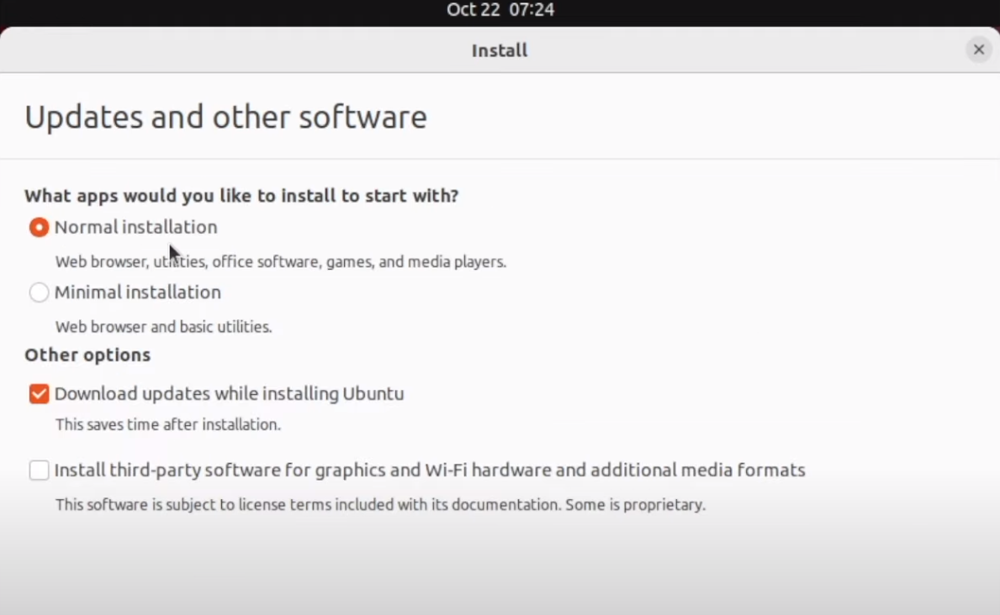 Oct 22 07:24
Install
Updates and other software
What apps would you like to install to start with?
Normal installation
Web browser, utilities, office software, games, and media players.
Minimal installation
Web browser and basic utilities.
Other options
Download updates while installing Ubuntu
This saves time after installation.
Install third-party software for graphics and Wi-Fi hardware and additional media formats
This software is subject to license terms included with its documentation. Some is proprietary.